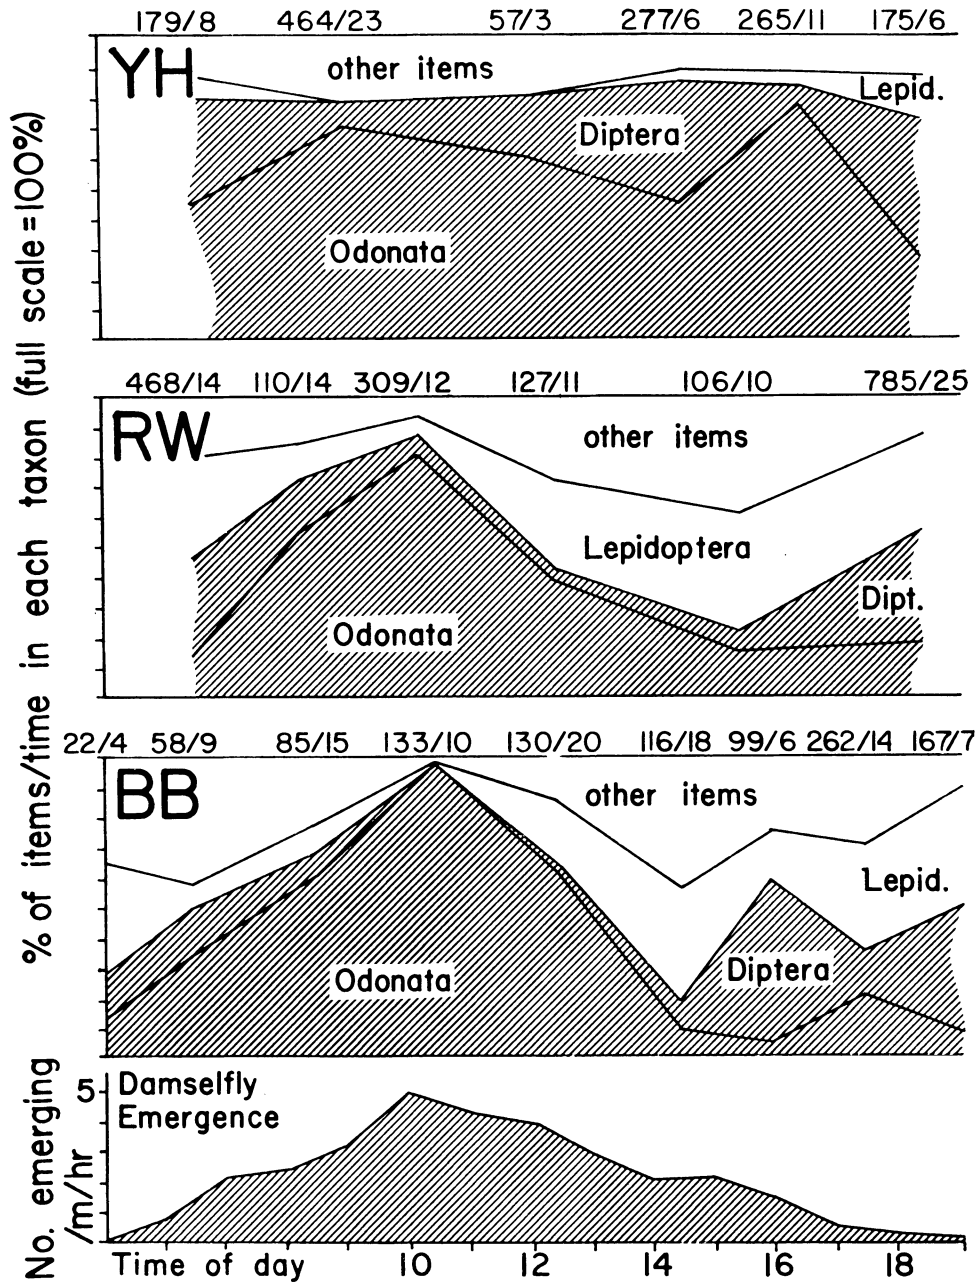 179/8 464/23 57/3 277/6 265/11 175/6
YH
other items
Lepid.
Diptera
Odonata
468/14 110/14 309/12 127/11 106/10 785/25
RW
other items
Lepidoptera
Dipt.
Odonata
22/4 58/9 85/15 133/10 130/20 116/18 99/6 262/14 167/7
BB
other items
Lepid.
Diptera
Odonata
% of items/time in each taxon (full scale=100%)
5
Damselfly
Emergence
No. emerging
/m/hr
Time of day 10 12 14 16 18